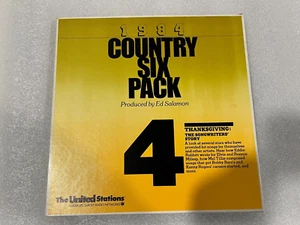 1984
COUNTRY
SIX
PACK
Produced by Ed Salamon
4
THANKSGIVING:
THE SONGWRITERS'
STORY
A look at several stars who have
provided hit songs for themselves
and other artists. Hear how Eddie
Rabbitt wrote for Elvis and Ronnie
Milsap, how Mel Tillis composed
songs that got Bobby Bare's and
Kenny Rogers' careers started, and
more.
The United Stations